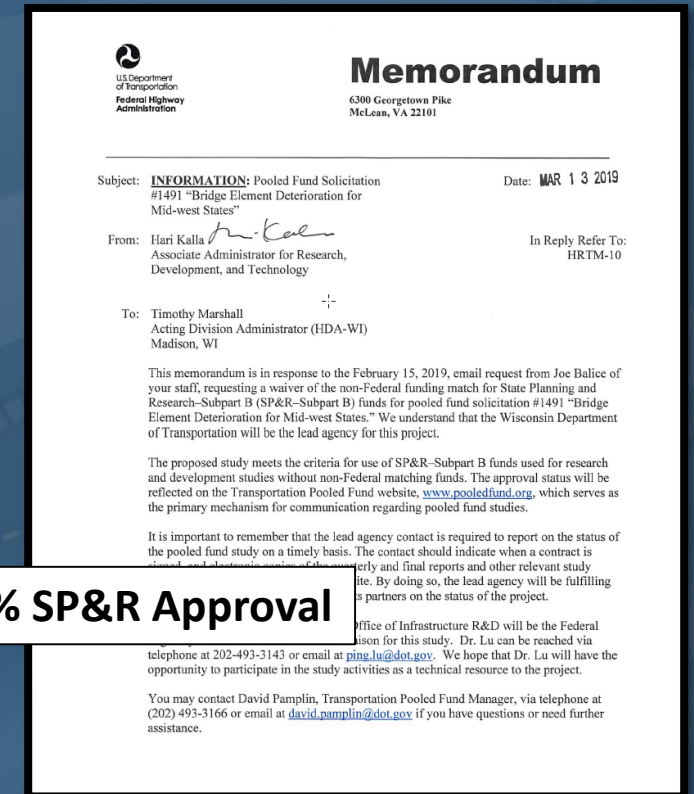 U.S. Department
of Transportation
Federal Highway
Administration
Memorandum
6300 Georgetown Pike
McLean, VA 22101
Subject: INFORMATION: Pooled Fund Solicitation
#1491 “Bridge Element Deterioration for
Mid-west States”
Date: MAR 13 2019
From: Hari Kalla
Associate Administrator for Research,
Development, and Technology
In Reply Refer To:
HRTM-10
To: Timothy Marshall
Acting Division Administrator (HDA-WI)
Madison, WI
This memorandum is in response to the February 15, 2019, email request from Joe Balice of
your staff, requesting a waiver of the non-Federal funding match for State Planning and
Research–Subpart B (SP&R–Subpart B) funds for pooled fund solicitation #1491 “Bridge
Element Deterioration for Mid-west States.” We understand that the Wisconsin Department
of Transportation will be the lead agency for this project.
The proposed study meets the criteria for use of SP&R–Subpart B funds used for research
and development studies without non-Federal matching funds. The approval status will be
reflected on the Transportation Pooled Fund website, www.pooledfund.org, which serves as
the primary mechanism for communication regarding pooled fund studies.
It is important to remember that the lead agency contact is required to report on the status of
the pooled fund study on a timely basis. The contact should indicate when a contract is
signed, and electronic copies of the quarterly and final reports and other relevant study
ite. By doing so, the lead agency will be fulfilling
s partners on the status of the project.
% SP&R Approval
Office of Infrastructure R&D will be the Federal
aison for this study. Dr. Lu can be reached via
telephone at 202-493-3143 or email at ping.lu@dot.gov. We hope that Dr. Lu will have the
opportunity to participate in the study activities as a technical resource to the project.
You may contact David Pamplin, Transportation Pooled Fund Manager, via telephone at
(202) 493-3166 or email at david.pamplin@dot.gov if you have questions or need further
assistance.